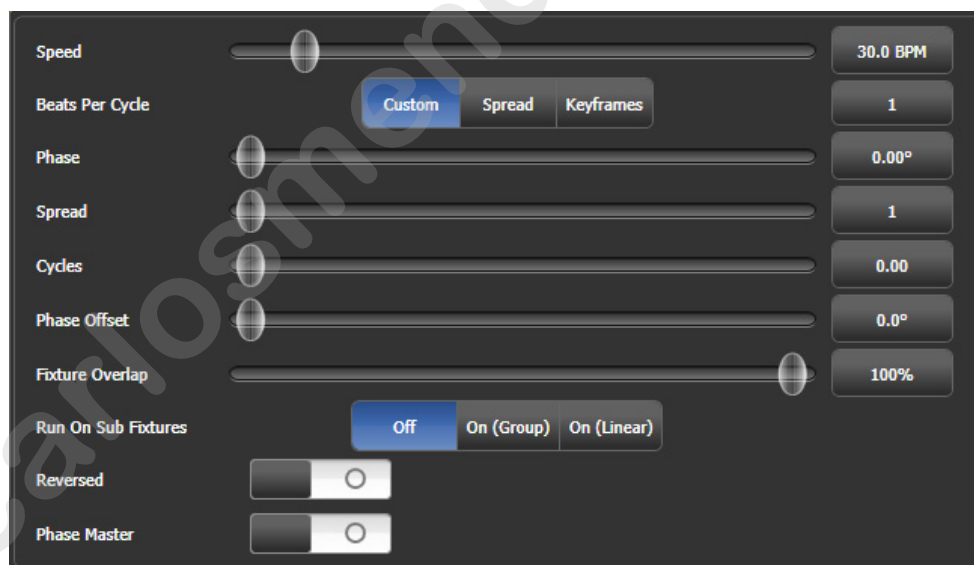 Speed 30.0 BPM
Beats Per Cycle Custom Spread Keyframes 1
Phase 0.00°
Spread 1
Cycles 0.00
Phase Offset 0.0°
Fixture Overlap 100%
Run On Sub Fixtures Off On (Group) On (Linear)
Reversed
Phase Master
carlosmend